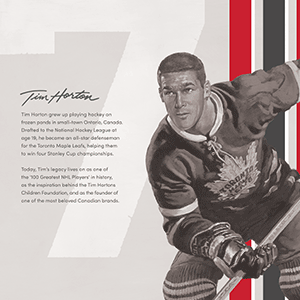 7
Tim Horton
Tim Horton grew up playing hockey on
frozen ponds in small-town Ontario, Canada.
Drafted to the National Hockey League at
age 18, he became an all-star defenseman
for the Toronto Maple Leafs, helping them
to win four Stanley Cup championships.
Today, Tim's legacy lives on as one of
the '100 Greatest NHL Players' in history,
as the inspiration behind the Tim Hortons
Children Foundation, and as the founder of
one of the most beloved Canadian brands.
TORONTO
MAPLE
LEAFS